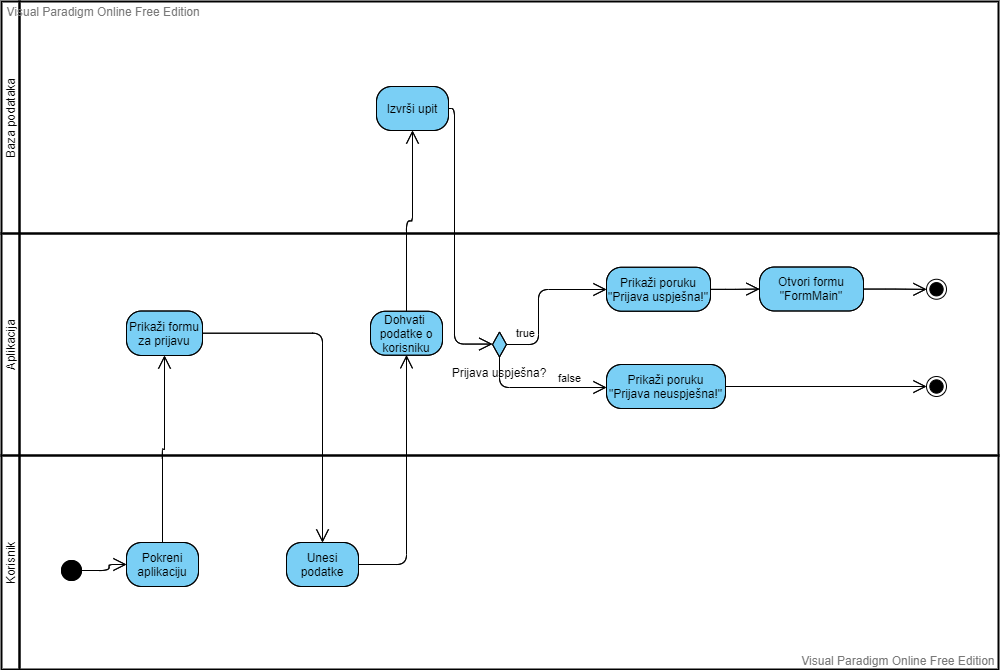 Visual Paradigm Online Free Edition
Baza podataka
Izvrši upit
Aplikacija
Prikaži formu
za prijavu
Dohvati
podatke o
korisniku
Prijava uspješna?
true
false
Prikaži poruku
"Prijava uspješna!"
Otvori formu
"FormMain"
Prikaži poruku
"Prijava neuspješna!"
Korisnik
Pokreni
aplikaciju
Unesi
podatke
Visual Paradigm Online Free Edition